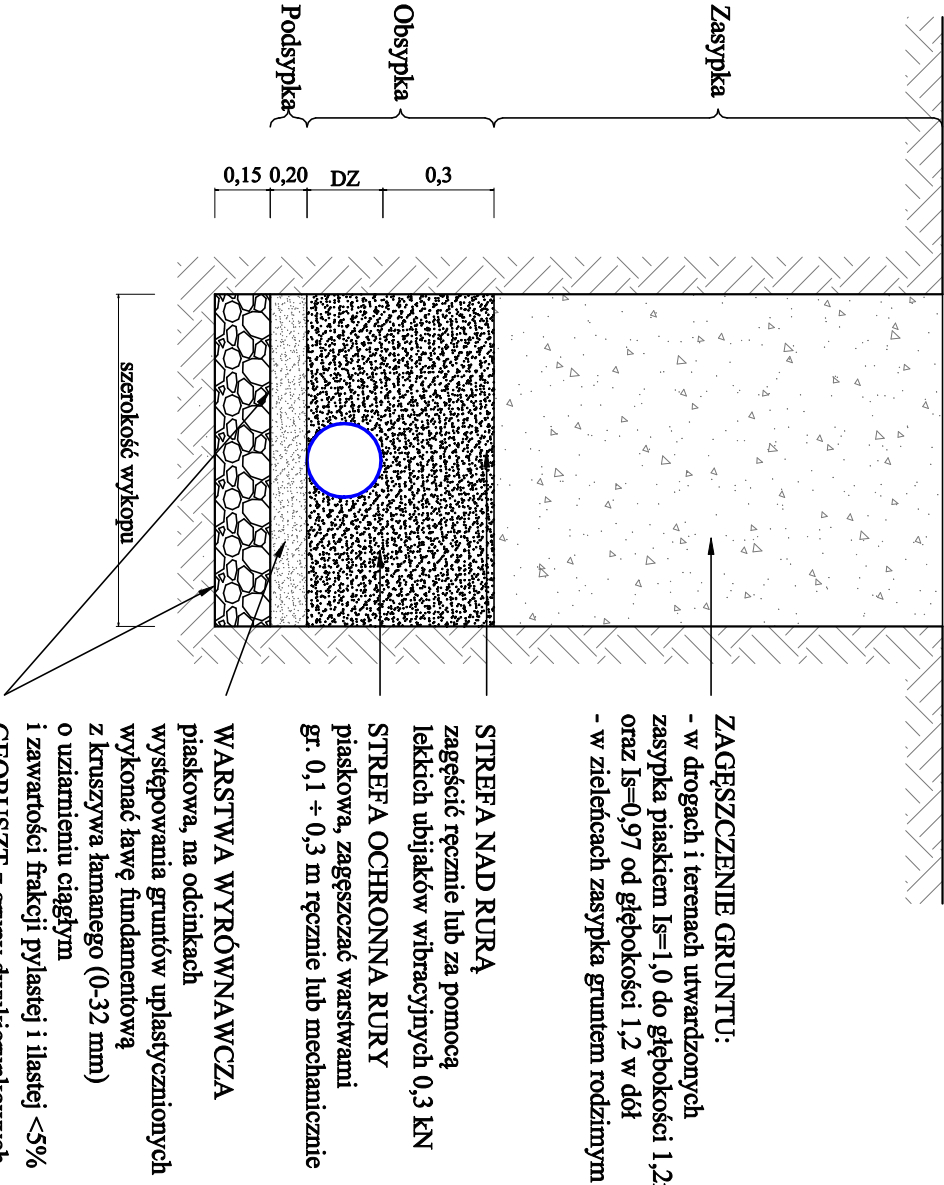 Zasypka
Obsypka
Podsypka
0,3
DZ
0,20
0,15
szerokość wykopu
ZAGĘSZCZENIE GRUNTU:
- w drogach i terenach utwardzonych
zasypka piaskiem Is=1,0 do głębokości 1,2
oraz Is=0,97 od głębokości 1,2 w dół
- w zieleńcach zasypka gruntem rodzimym
STREFA NAD RURĄ
zagęścić ręcznie lub za pomocą
lekkich ubijaków wibracyjnych 0,3 kN
STREFA OCHRONNA RURY
piaskowa, zagęszczać warstwami
gr. 0,1 ÷ 0,3 m ręcznie lub mechanicznie
WARSTWA WYRÓWNAWCZA
piaskowa, na odcinkach
występowania gruntów uplastycznionych
wykonać ławę fundamentową
z kruszywa łamanego (0-32 mm)
o uziarnieniu ciągłym
i zawartości frakcji pylastej i ilastej <5%
GEORUSZT z